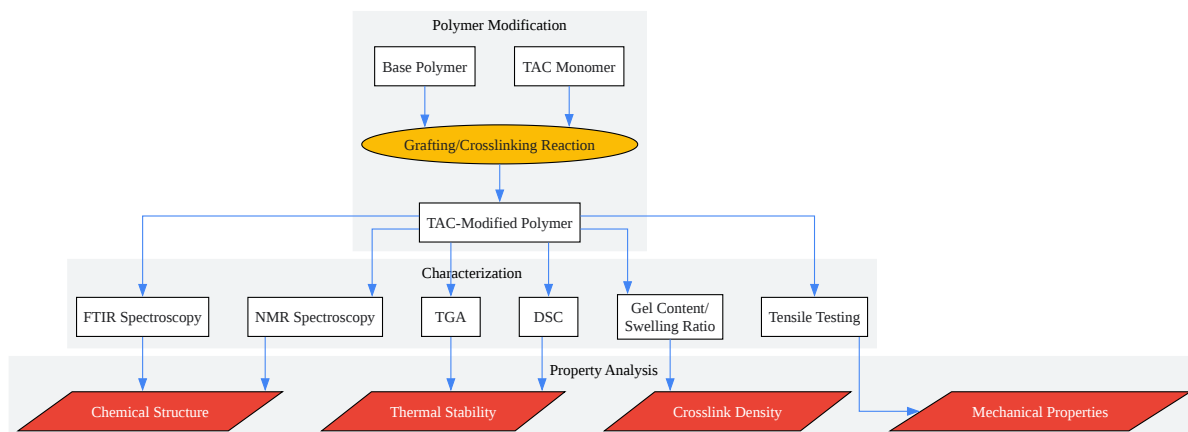 Polymer Modification
Base Polymer
TAC Monomer
Grafting/Crosslinking Reaction
TAC-Modified Polymer
Characterization
FTIR Spectroscopy
NMR Spectroscopy
TGA
DSC
Gel Content/
Swelling Ratio
Tensile Testing
Property Analysis
Chemical Structure
Thermal Stability
Crosslink Density
Mechanical Properties